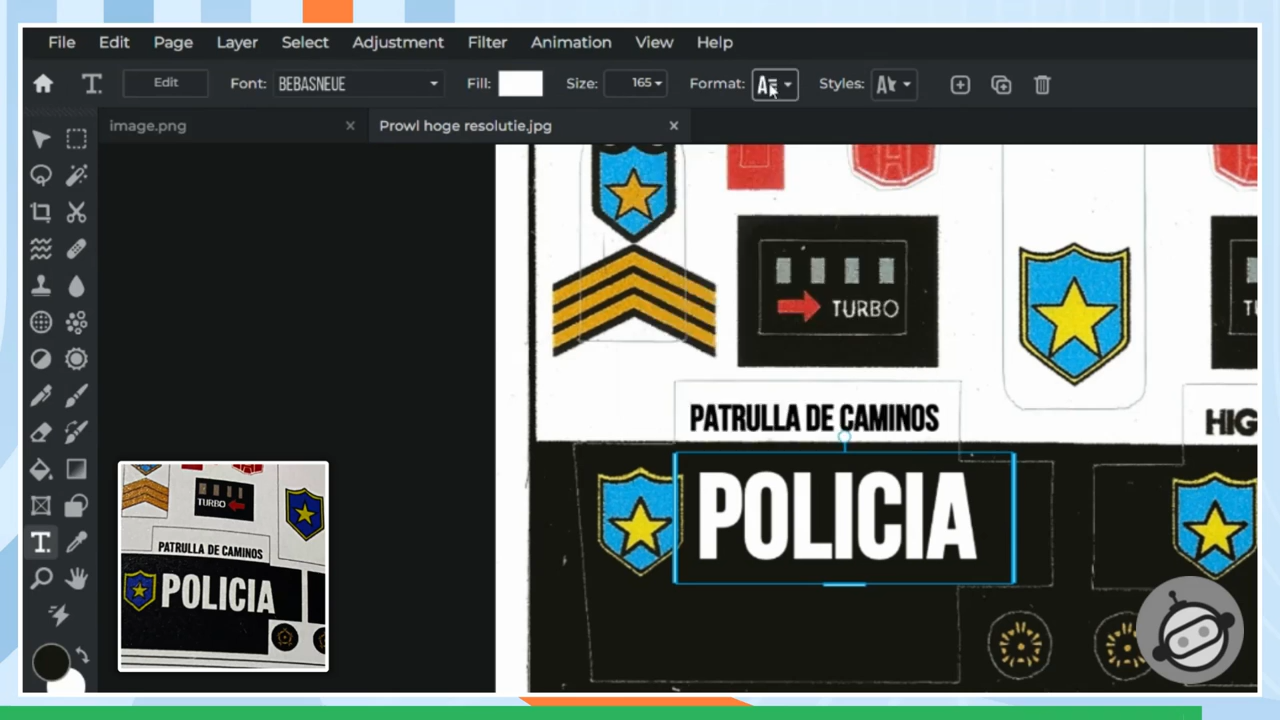 File Edit Page Layer Select Adjustment Filter Animation View Help
Edit Font: BEBASNEUE Fill: Size: 165 Format: Styles:
image.png Prowl hoge resolutie.jpg
TURBO
PATRULLA DE CAMINOS
POLICIA
TURBO
PATRULLA DE CAMINOS
POLICIA